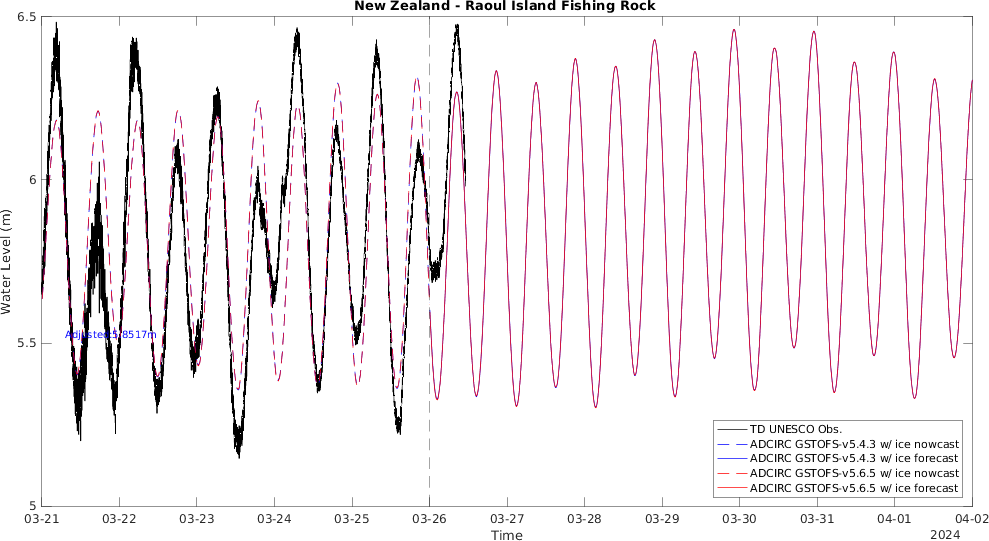 New Zealand - Raoul Island Fishing Rock
6.5
6
5.5
5
Water Level (m)
Adjusted:5.8517m
TD UNESCO Obs.
ADCIRC GSTOFS-v5.4.3 w/ ice nowcast
ADCIRC GSTOFS-v5.4.3 w/ ice forecast
ADCIRC GSTOFS-v5.6.5 w/ ice nowcast
ADCIRC GSTOFS-v5.6.5 w/ ice forecast
03-21 03-22 03-23 03-24 03-25 03-26 03-27 03-28 03-29 03-30 03-31 04-01 04-02
Time
2024